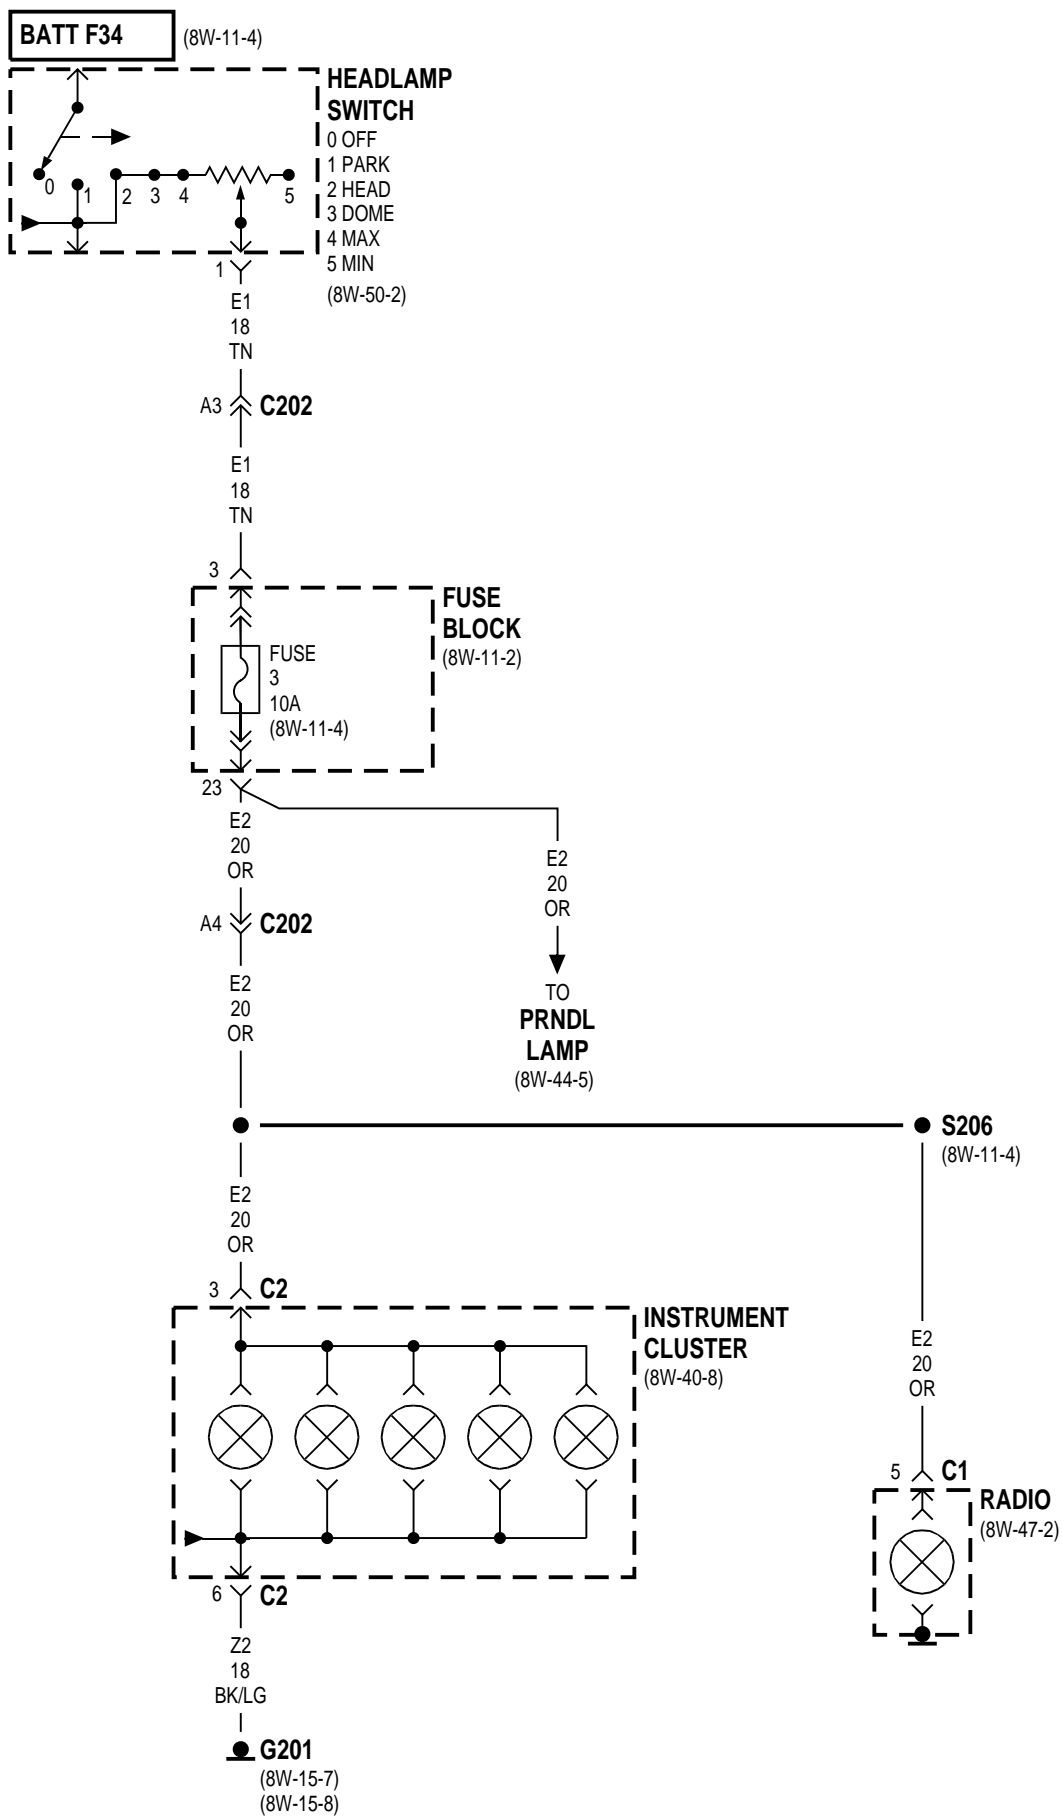 BATT F34
(8W-11-4)
HEADLAMP
SWITCH
0 OFF
1 PARK
2 HEAD
3 DOME
4 MAX
5 MIN
(8W-50-2)
0
1
2
3
4
5
1
E1
18
TN
A3
C202
E1
18
TN
3
FUSE
BLOCK
(8W-11-2)
FUSE
3
10A
(8W-11-4)
23
E2
20
OR
A4
C202
E2
20
OR
TO
PRNDL
LAMP
(8W-44-5)
E2
20
OR
S206
(8W-11-4)
E2
20
OR
3
C2
INSTRUMENT
CLUSTER
(8W-40-8)
E2
20
OR
5
C1
RADIO
(8W-47-2)
6
C2
Z2
18
BK/LG
G201
(8W-15-7)
(8W-15-8)